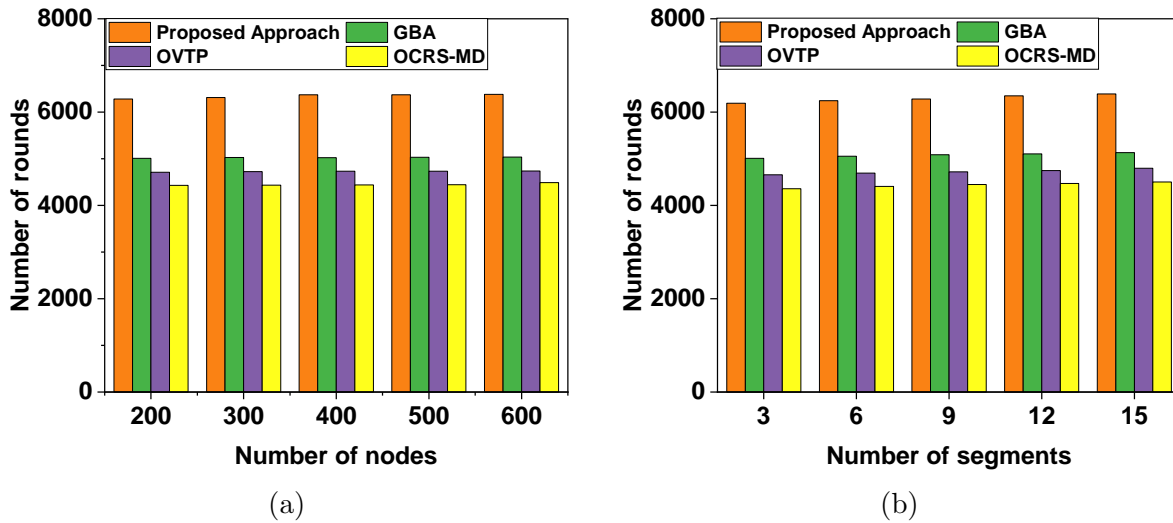 8000
6000
4000
2000
0
Number of rounds
Proposed Approach GBA
OVTP OCRS-MD
200 300 400 500 600
Number of nodes
(a)
8000
6000
4000
2000
0
Number of rounds
Proposed Approach GBA
OVTP OCRS-MD
3 6 9 12 15
Number of segments
(b)